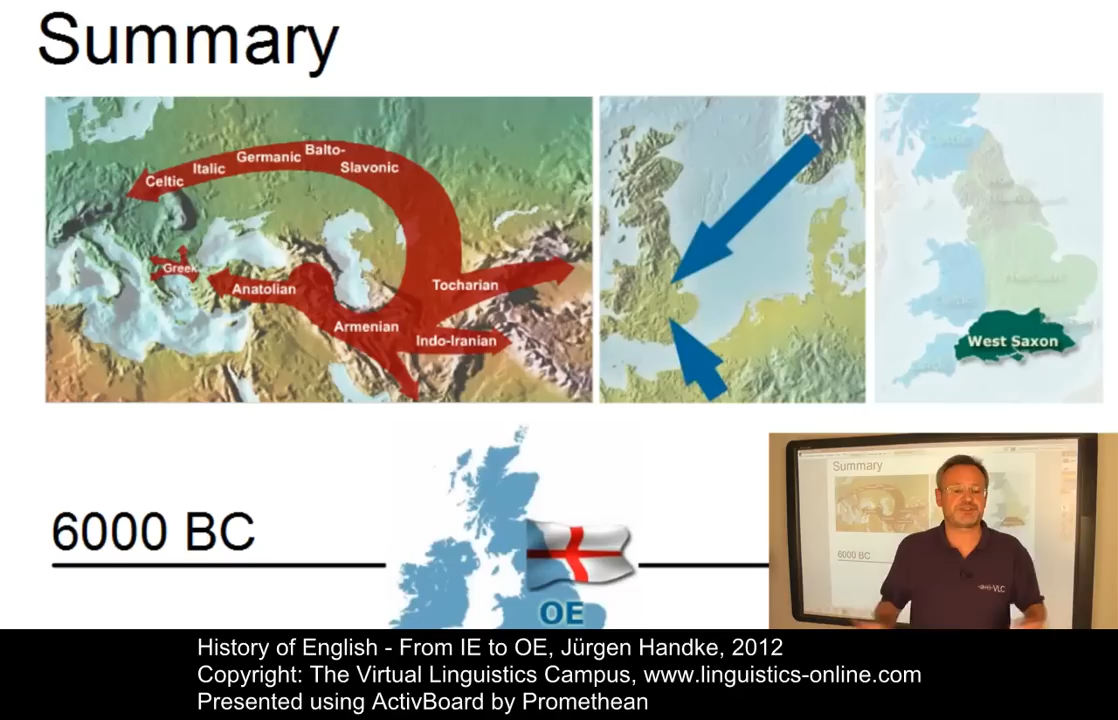 Summary
Celtic
Italic
Germanic
Balto-
Slavonic
Greek
Anatolian
Armenian
Tocharian
Indo-Iranian
West Saxon
6000 BC
OE
Summary
6000 BC
VLC
History of English - From IE to OE, Jürgen Handke, 2012
Copyright: The Virtual Linguistics Campus, www.linguistics-online.com
Presented using ActivBoard by Promethean